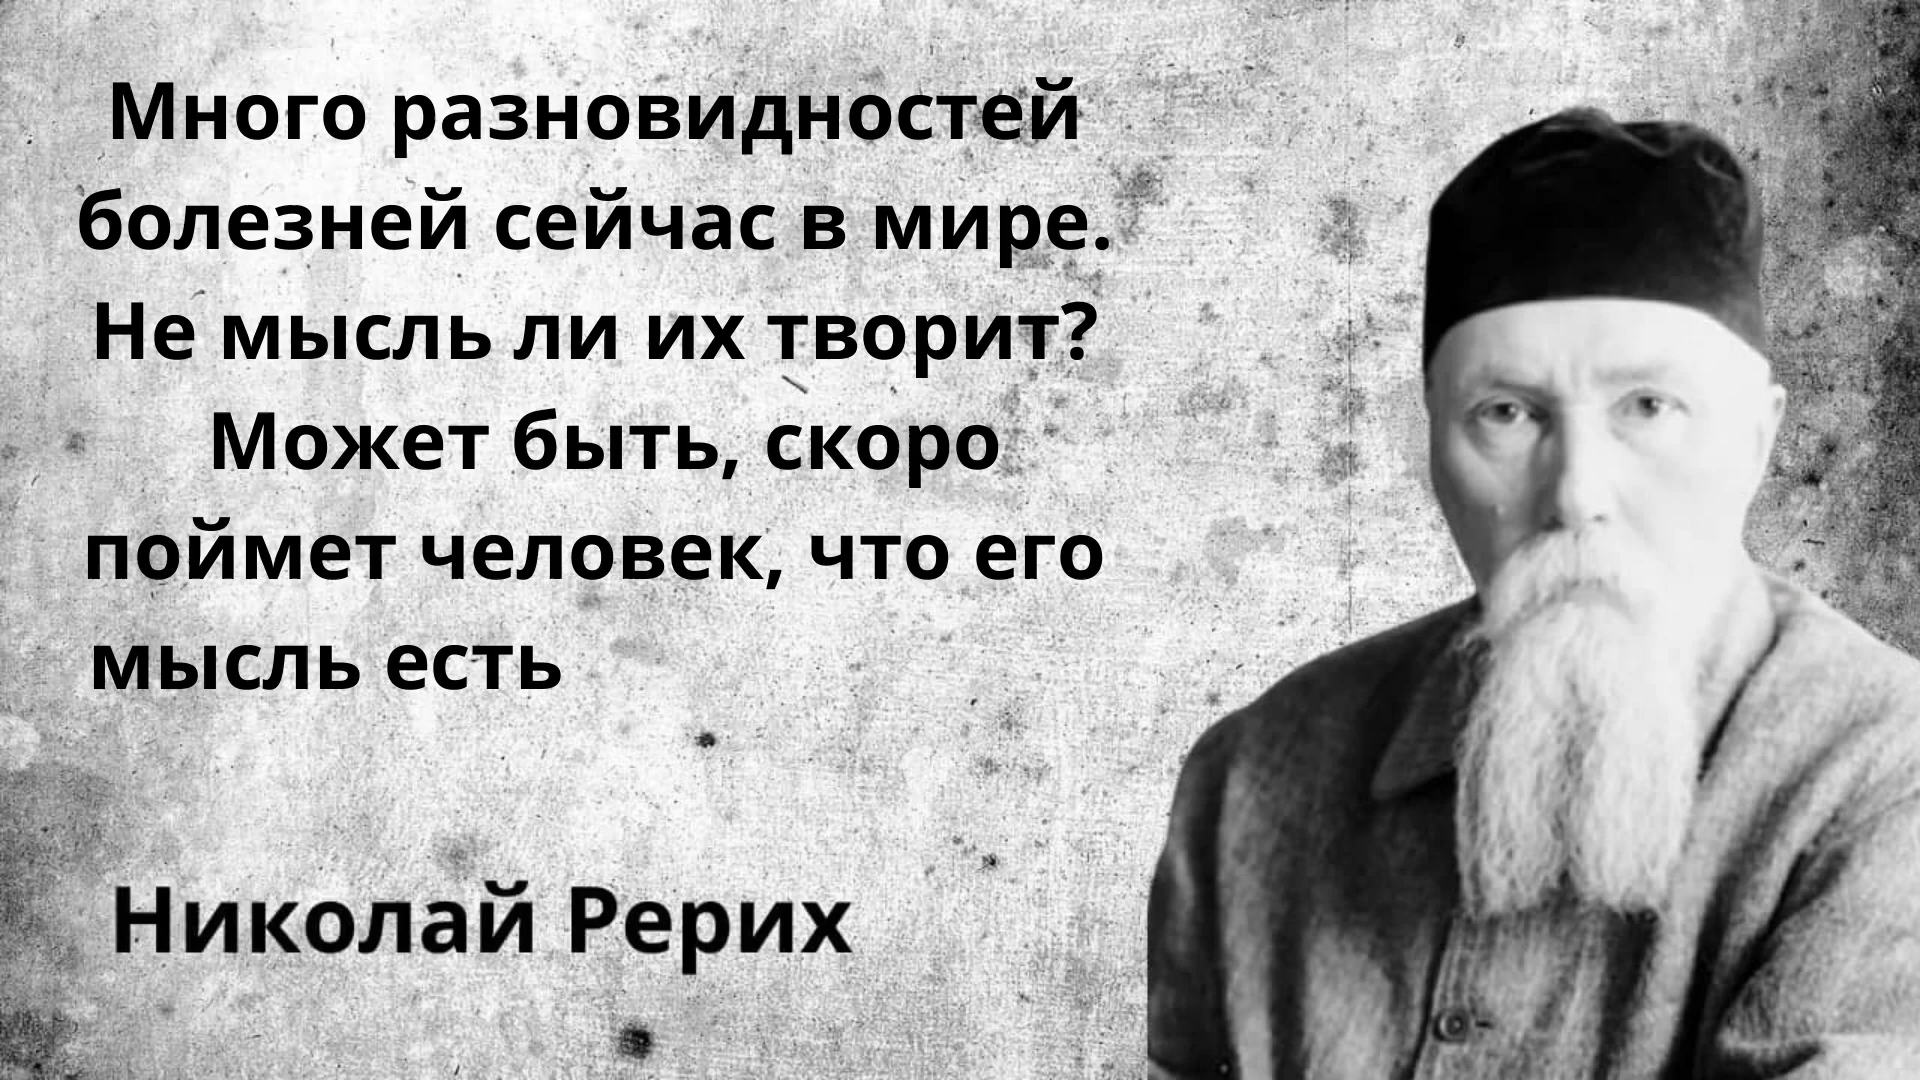 Много разновидностей
болезней сейчас в мире.
Не мысль ли их творит?
Может быть, скоро
поймет человек, что его
мысль есть
Николай Рерих